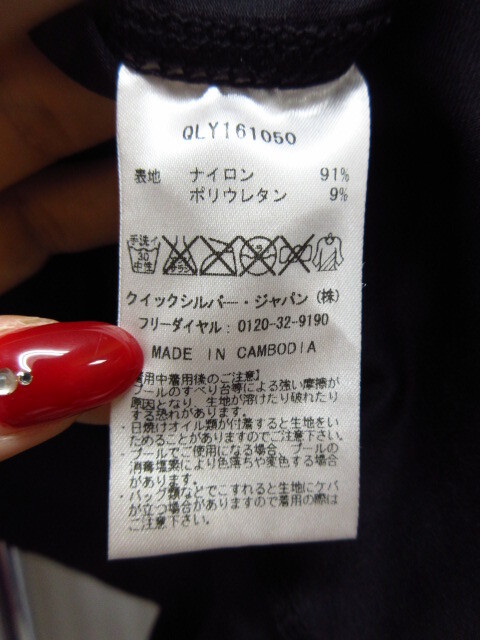 QLY161050
表地 ナイロン 91%
ポリウレタン 9%
手洗イ
30
中性
クイックシルバー・ジャパン(株)
フリーダイヤル:0120-32-9190
MADE IN CAMBODIA
用中着用後のご注意】
プールのすべり台等による強い摩擦が
原因となり、生地が溶けたり破れたり
する恐れがあります。
・日焼けオイル類が付着すると生地をい
ためることがありますのでご注意下さい。
・プールでご使用になる場合、プールの
消毒塩素により色落ちや変色する場合
があります。
・バッグ類などでこすれると生地にケバ
が立つ場合がありますので着用の際は
ご注意下さい。